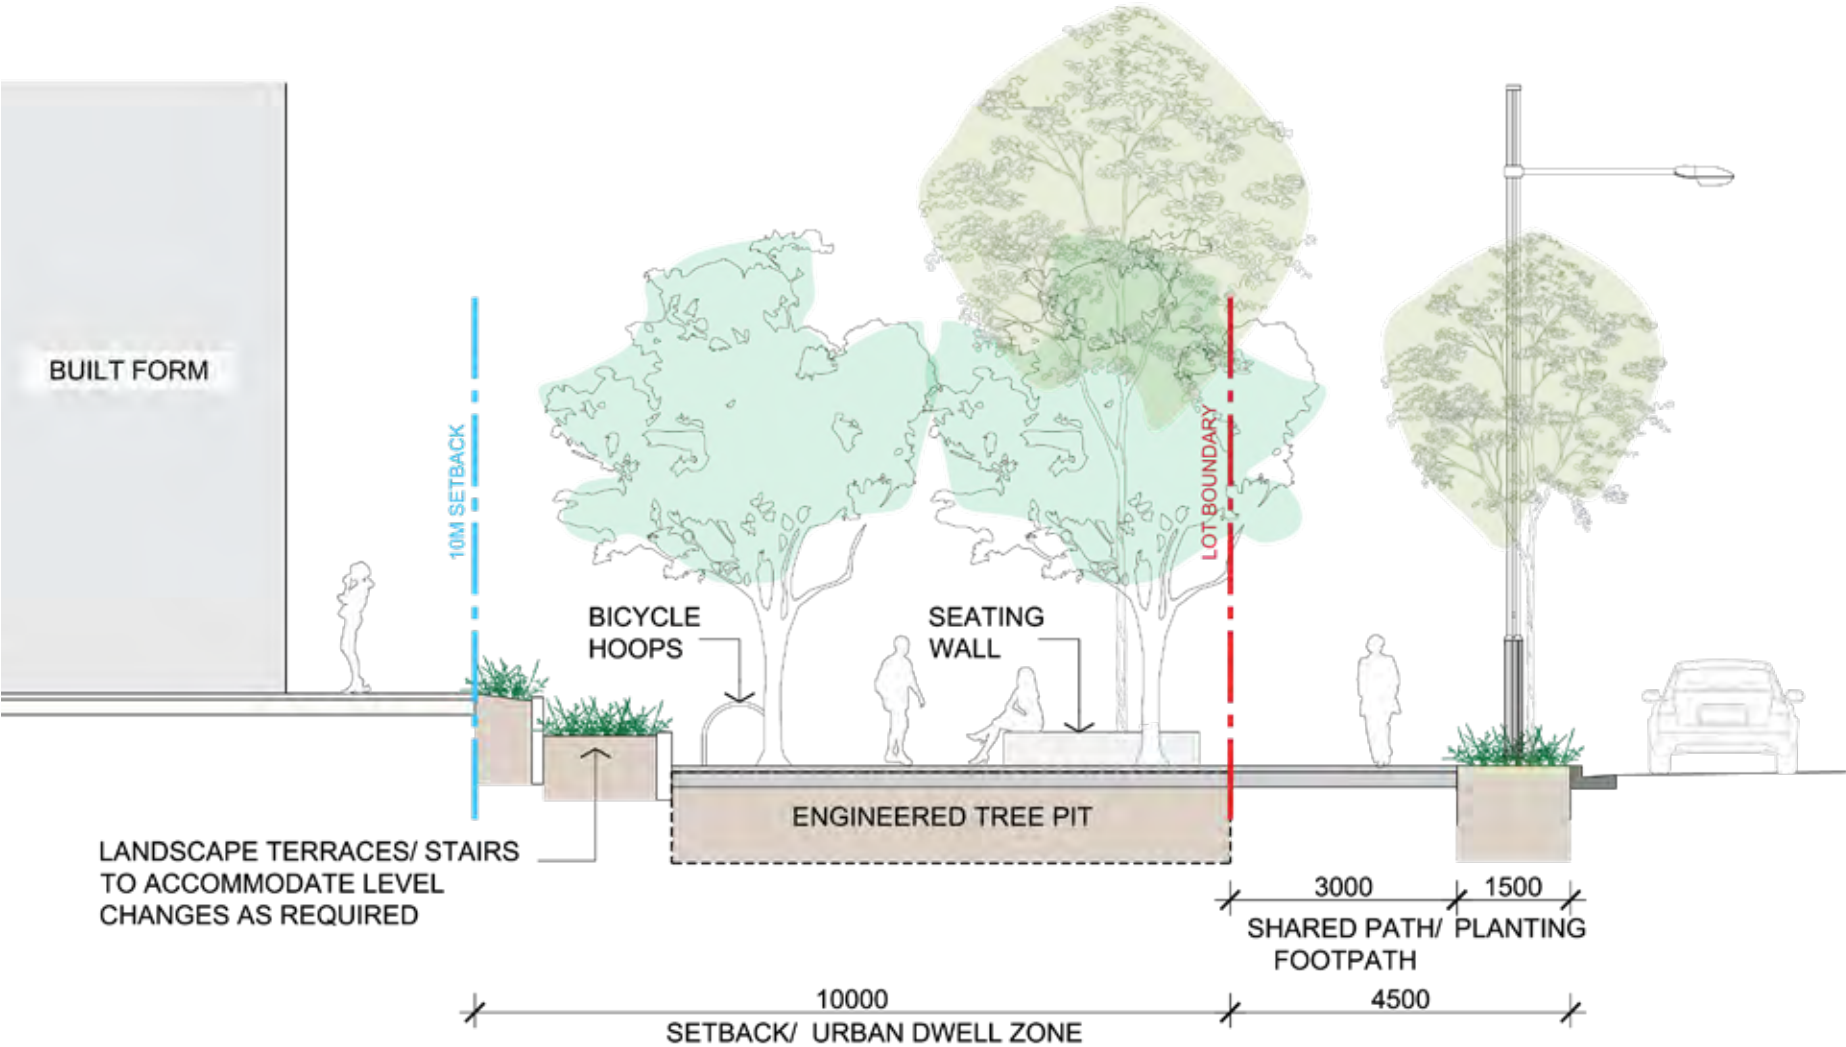 BUILT FORM
10M SETBACK
LOT BOUNDARY
BICYCLE
HOOPS
SEATING
WALL
ENGINEERED TREE PIT
LANDSCAPE TERRACES/ STAIRS
TO ACCOMMODATE LEVEL
CHANGES AS REQUIRED
3000
1500
SHARED PATH/
FOOTPATH
PLANTING
10000
4500
SETBACK/ URBAN DWELL ZONE